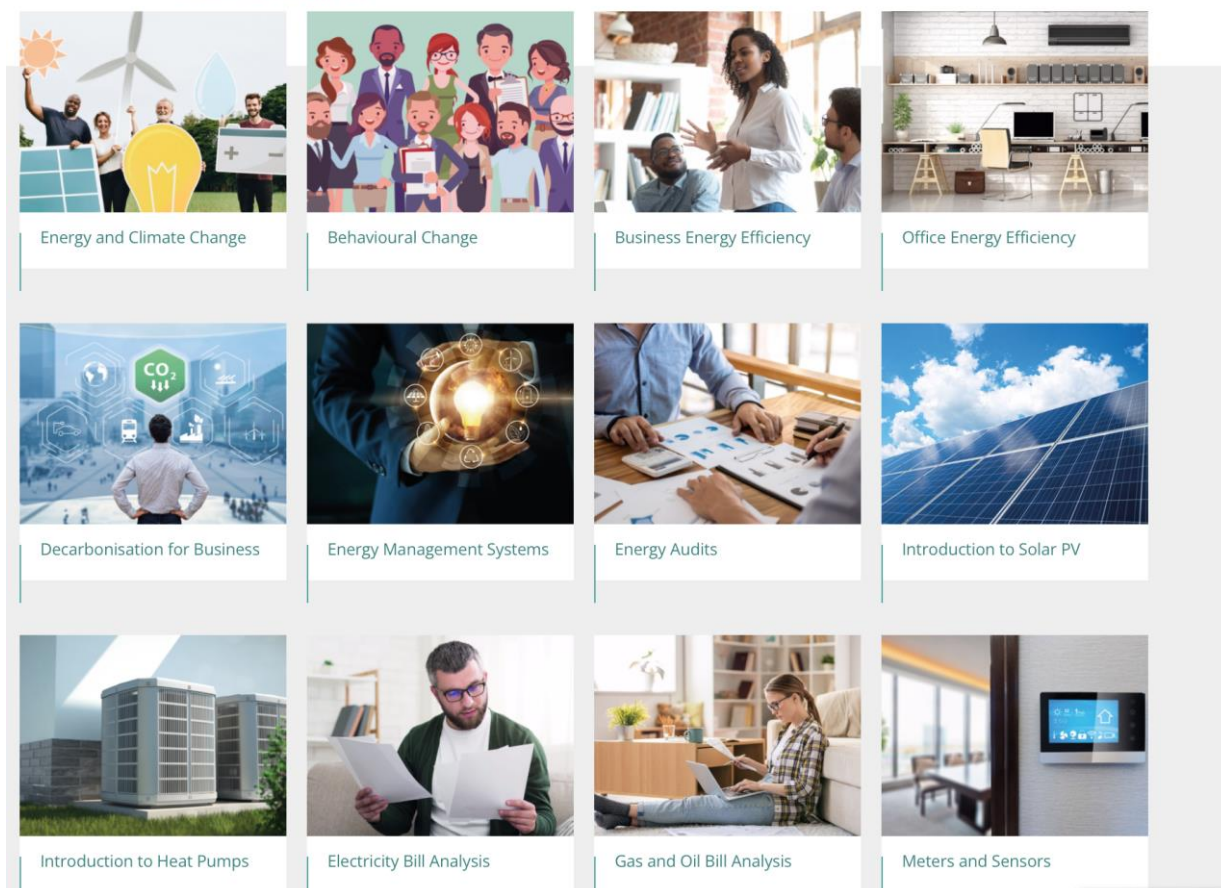 Energy and Climate Change
Behavioural Change
Business Energy Efficiency
Office Energy Efficiency
CO₂
Decarbonisation for Business
Energy Management Systems
Energy Audits
Introduction to Solar PV
Introduction to Heat Pumps
Electricity Bill Analysis
Gas and Oil Bill Analysis
Meters and Sensors